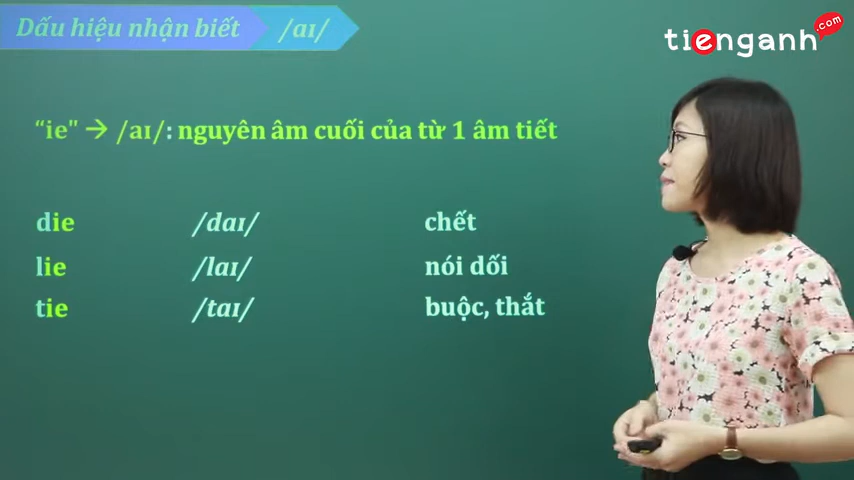 Dấu hiệu nhận biết /aɪ/
tienganh.com
“ie” → /aɪ/: nguyên âm cuối của từ 1 âm tiết
die /daɪ/ chết
lie /laɪ/ nói dối
tie /taɪ/ buộc, thắt